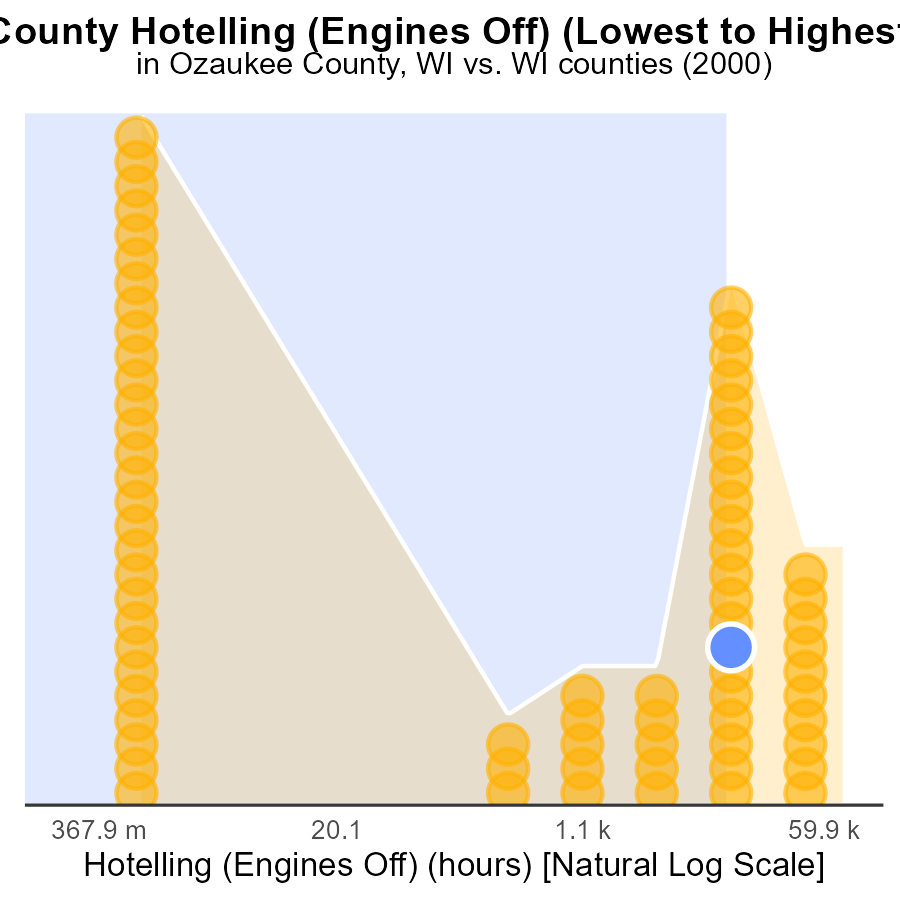 County Hotelling (Engines Off) (Lowest to Highest
in Ozaukee County, WI vs. WI counties (2000)
367.9 m 20.1 1.1 k 59.9 k
Hotelling (Engines Off) (hours) [Natural Log Scale]